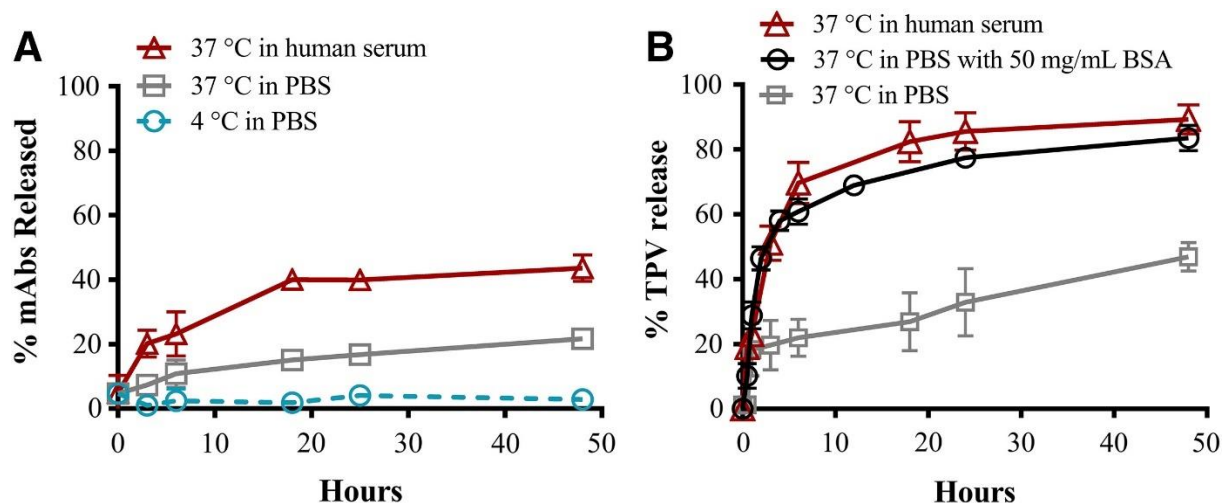 A
37 °C in human serum
37 °C in PBS
4 °C in PBS
% mAbs Released
100
80
60
40
20
0
0 10 20 30 40 50
Hours
B
37 °C in human serum
37 °C in PBS with 50 mg/mL BSA
37 °C in PBS
% TPV release
100
80
60
40
20
0
0 10 20 30 40 50
Hours